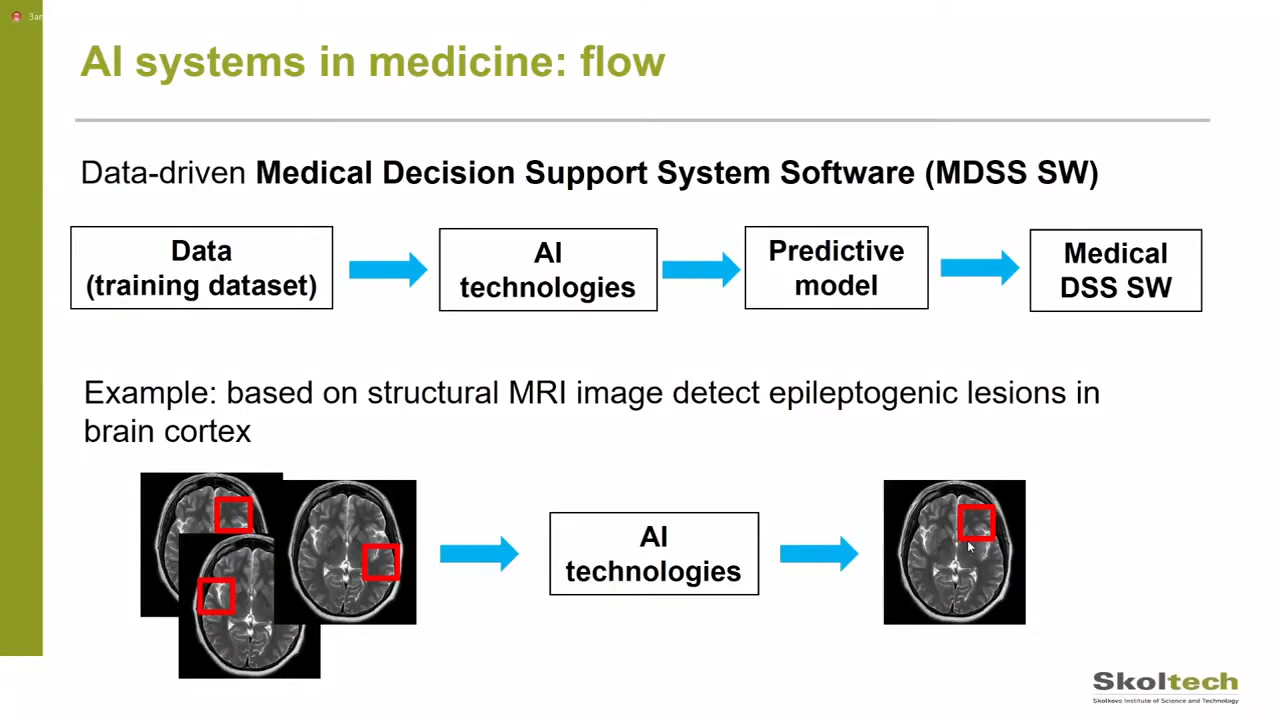 Зап
AI systems in medicine: flow
Data-driven Medical Decision Support System Software (MDSS SW)
Data
(training dataset)
AI
technologies
Predictive
model
Medical
DSS SW
Example: based on structural MRI image detect epileptogenic lesions in
brain cortex
AI
technologies
Skoltech
Skolkovo Institute of Science and Technology